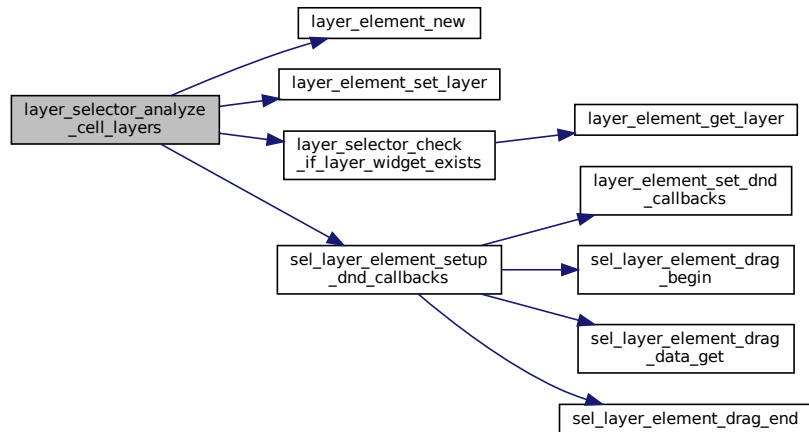 layer_element_new
layer_element_set_layer
layer_selector_analyze
_cell_layers
layer_selector_check
_if_layer_widget_exists
layer_element_get_layer
layer_element_set_dnd
_callbacks
sel_layer_element_setup
_dnd_callbacks
sel_layer_element_drag
_begin
sel_layer_element_drag
_data_get
sel_layer_element_drag_end